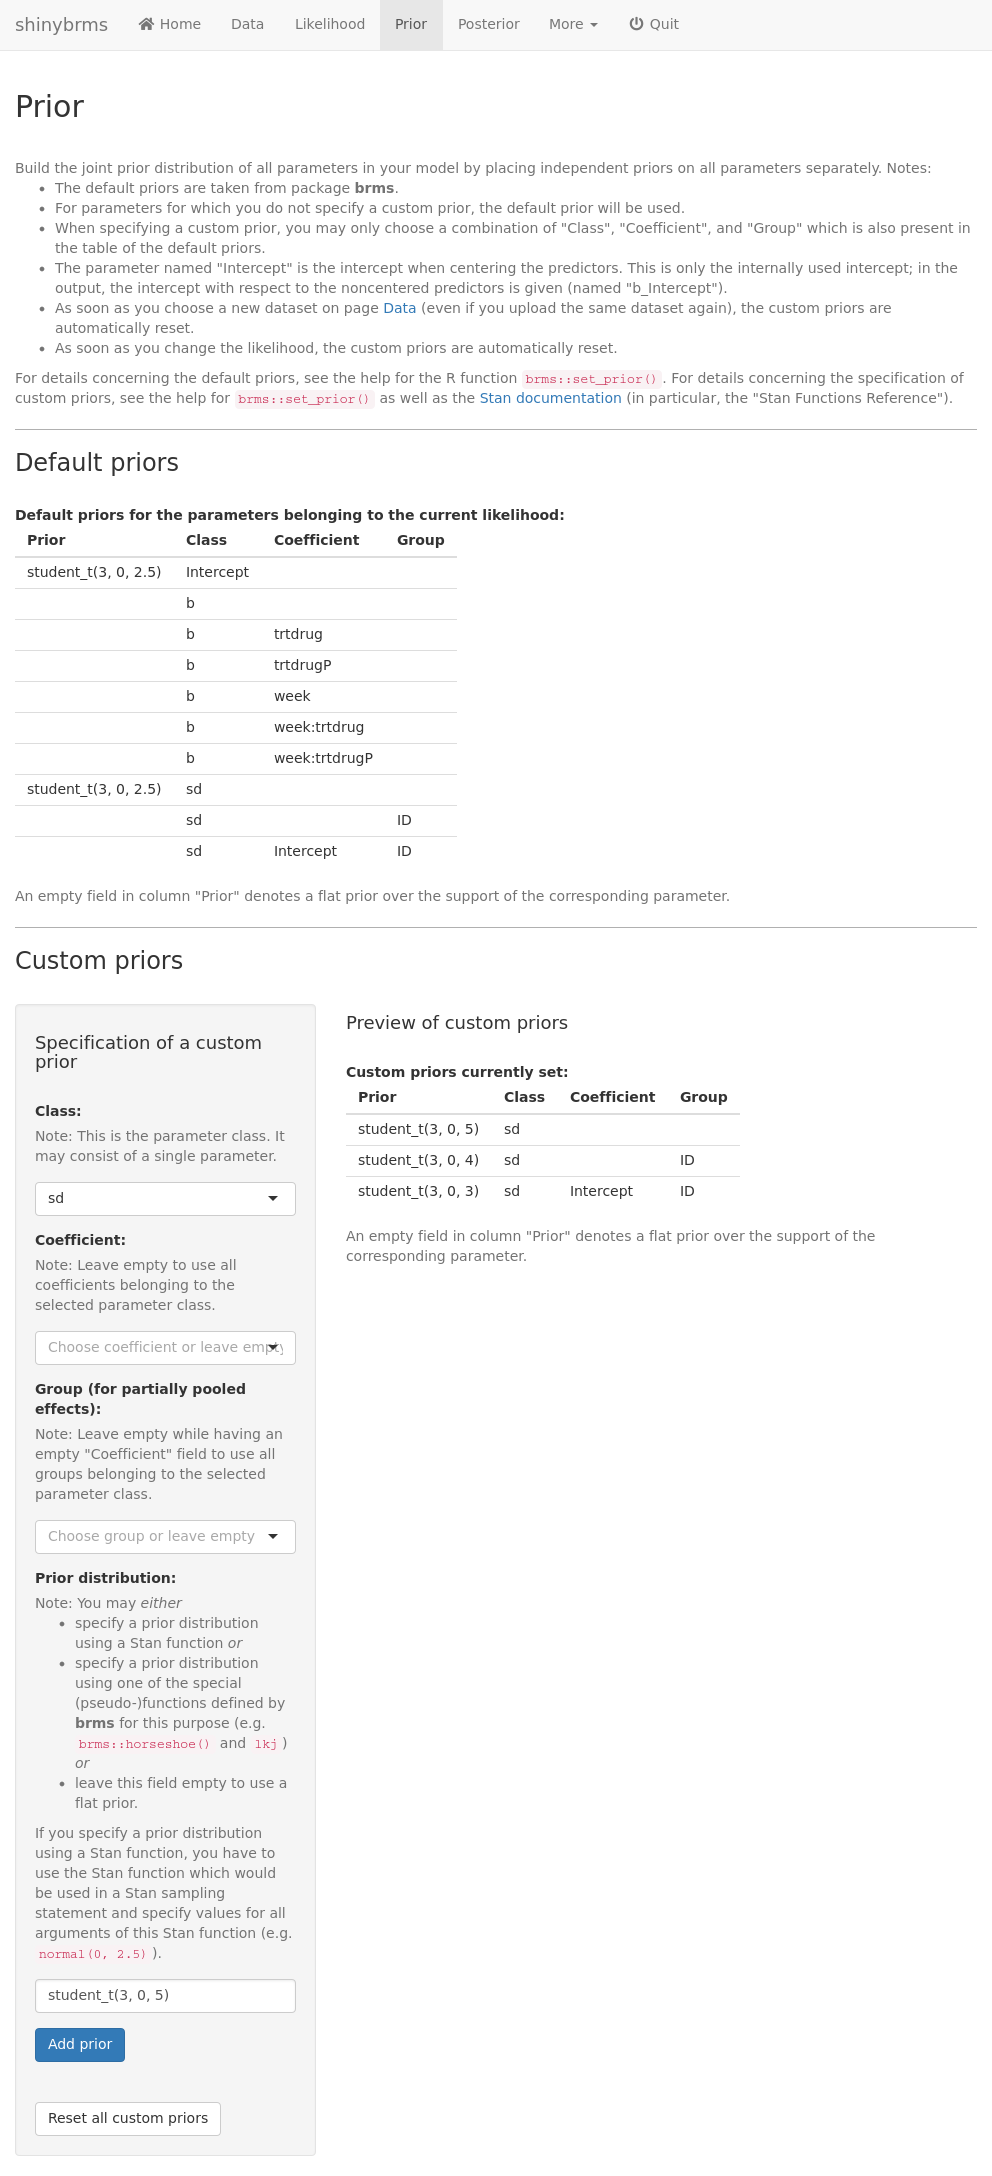 shinybrms Home Data Likelihood Prior Posterior More Quit
Prior
Build the joint prior distribution of all parameters in your model by placing independent priors on all parameters separately. Notes:
• The default priors are taken from package brms.
• For parameters for which you do not specify a custom prior, the default prior will be used.
• When specifying a custom prior, you may only choose a combination of "Class", "Coefficient", and "Group" which is also present in
the table of the default priors.
• The parameter named "Intercept" is the intercept when centering the predictors. This is only the internally used intercept; in the
output, the intercept with respect to the noncentered predictors is given (named "b_Intercept").
• As soon as you choose a new dataset on page Data (even if you upload the same dataset again), the custom priors are
automatically reset.
• As soon as you change the likelihood, the custom priors are automatically reset.
For details concerning the default priors, see the help for the R function brms::set_prior(). For details concerning the specification of
custom priors, see the help for brms::set_prior() as well as the Stan documentation (in particular, the "Stan Functions Reference").
Default priors
Default priors for the parameters belonging to the current likelihood:
Prior Class Coefficient Group
student_t(3, 0, 2.5) Intercept
b
b trtdrug
b trtdrugP
b week
b week:trtdrug
b week:trtdrugP
student_t(3, 0, 2.5) sd
sd ID
sd Intercept ID
An empty field in column "Prior" denotes a flat prior over the support of the corresponding parameter.
Custom priors
Specification of a custom
prior
Class:
Note: This is the parameter class. It
may consist of a single parameter.
sd
Coefficient:
Note: Leave empty to use all
coefficients belonging to the
selected parameter class.
Choose coefficient or leave empty
Group (for partially pooled
effects):
Note: Leave empty while having an
empty "Coefficient" field to use all
groups belonging to the selected
parameter class.
Choose group or leave empty
Prior distribution:
Note: You may either
• specify a prior distribution
using a Stan function or
• specify a prior distribution
using one of the special
(pseudo-)functions defined by
brms for this purpose (e.g.
brms::horseshoe() and lkj)
or
• leave this field empty to use a
flat prior.
If you specify a prior distribution
using a Stan function, you have to
use the Stan function which would
be used in a Stan sampling
statement and specify values for all
arguments of this Stan function (e.g.
normal(0, 2.5)).
student_t(3, 0, 5)
Add prior
Reset all custom priors
Preview of custom priors
Custom priors currently set:
Prior Class Coefficient Group
student_t(3, 0, 5) sd
student_t(3, 0, 4) sd ID
student_t(3, 0, 3) sd Intercept ID
An empty field in column "Prior" denotes a flat prior over the support of the
corresponding parameter.